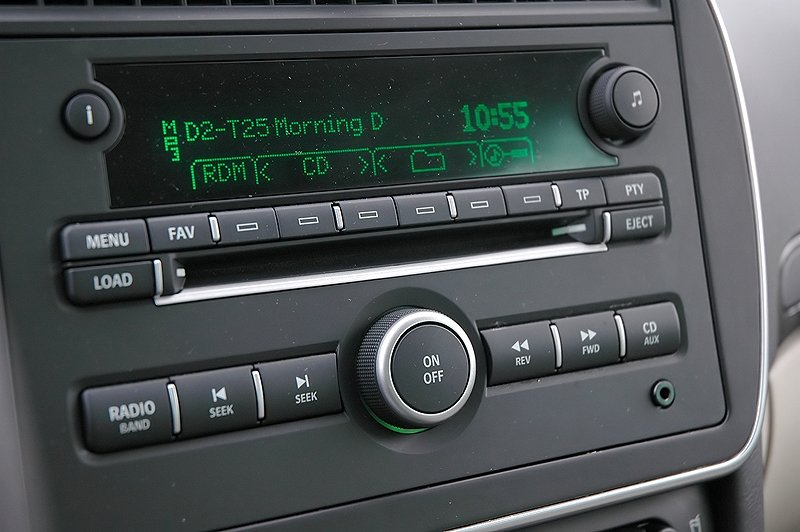 i
MP3
D2-T25 Morning D 10:55
RDM < CD > < >
MENU FAV TP PTY
LOAD EJECT
ON
OFF
RADIO
BAND
SEEK
SEEK
REV
FWD
CD
AUX